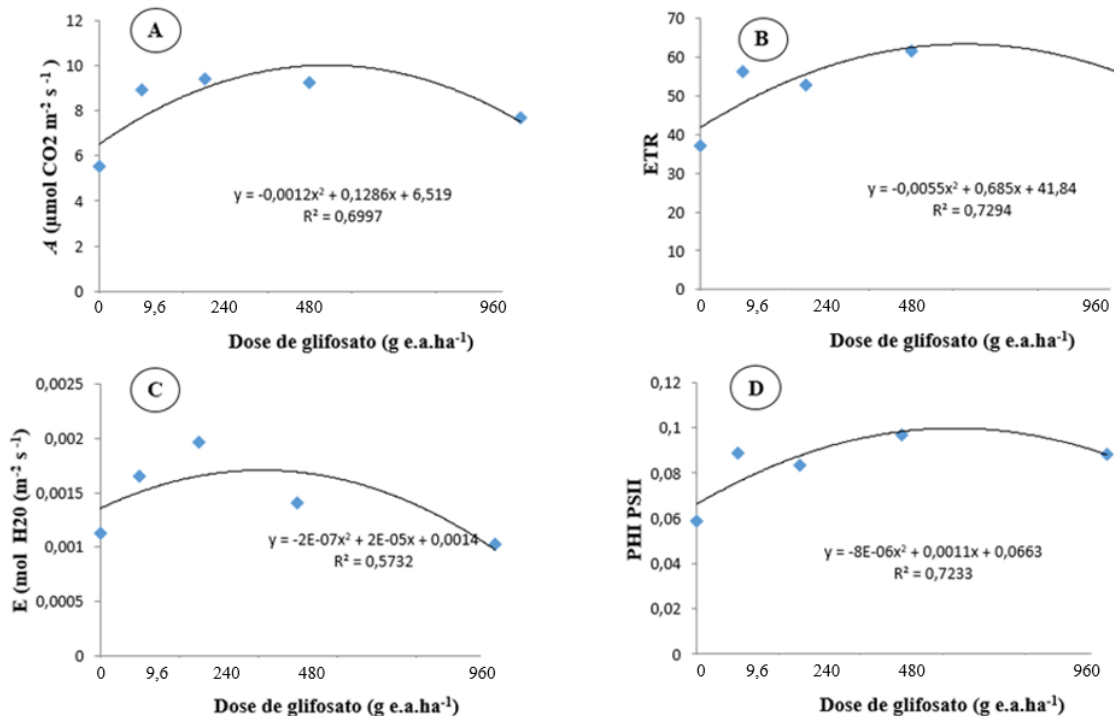 A
12
10
8
6
4
2
0
A (µmol CO2 m⁻² s⁻¹)
y = -0,0012x² + 0,1286x + 6,519
R² = 0,6997
0 9,6 240 480 960
Dose de glifosato (g e.a.ha⁻¹)
B
70
60
50
40
30
20
10
0
ETR
y = -0,0055x² + 0,685x + 41,84
R² = 0,7294
0 9,6 240 480 960
Dose de glifosato (g e.a.ha⁻¹)
C
0,0025
0,002
0,0015
0,001
0,0005
0
E (mol H20 (m⁻² s⁻¹)
y = -2E-07x² + 2E-05x + 0,0014
R² = 0,5732
0 9,6 240 480 960
Dose de glifosato (g e.a.ha⁻¹)
D
0,12
0,1
0,08
0,06
0,04
0,02
0
PHI PSII
y = -8E-06x² + 0,0011x + 0,0663
R² = 0,7233
0 9,6 240 480 960
Dose de glifosato (g e.a.ha⁻¹)